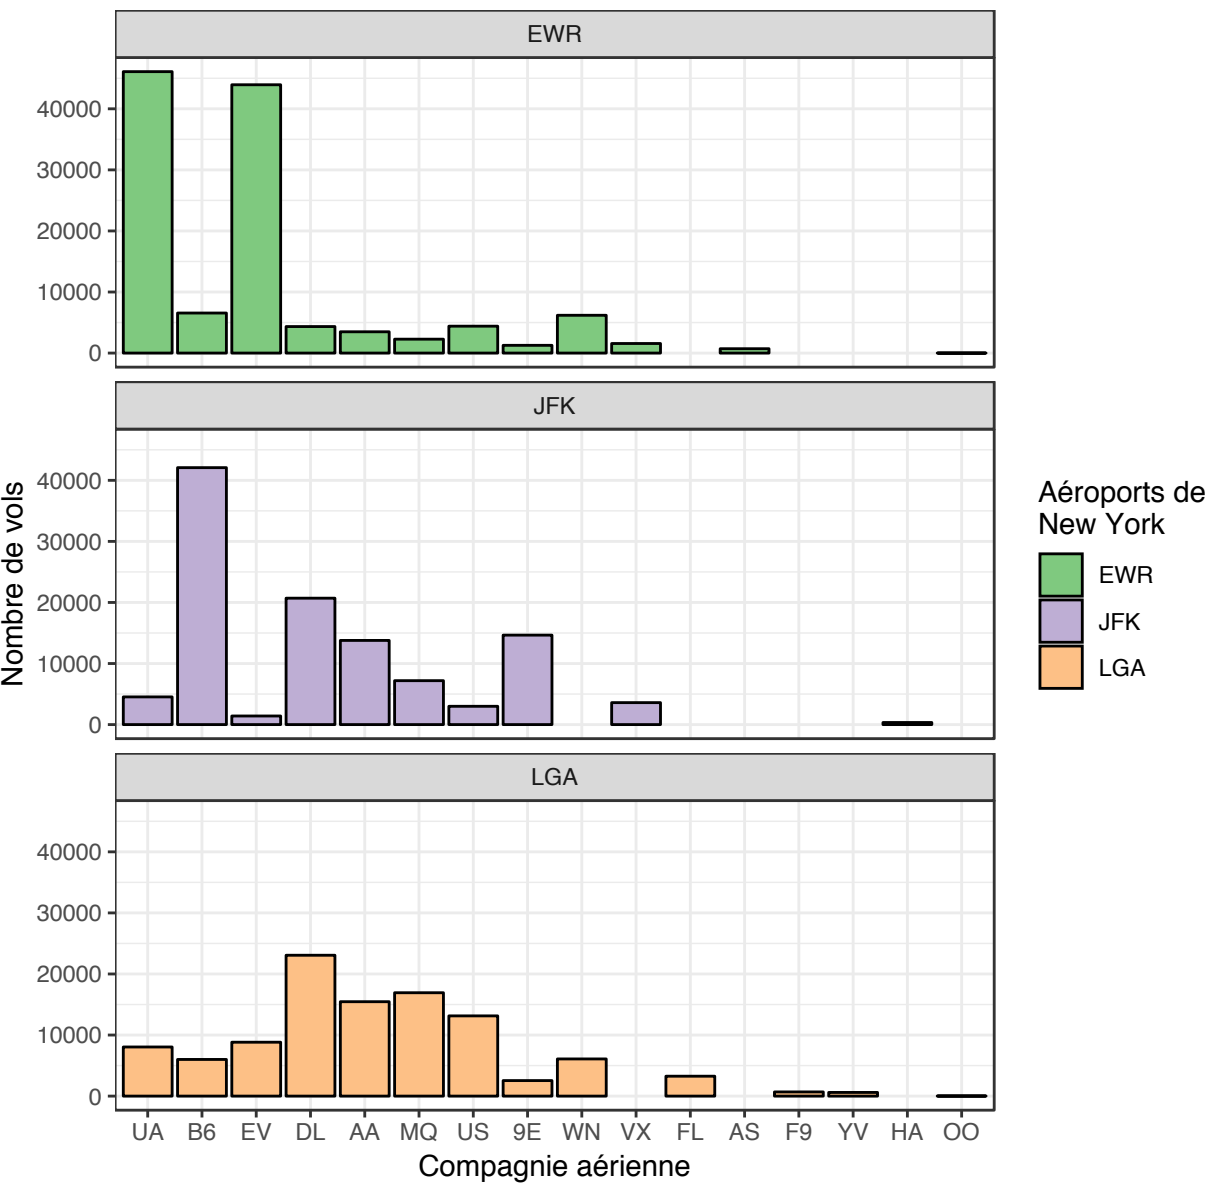 EWR
40000
30000
20000
10000
0
JFK
40000
30000
20000
10000
0
LGA
40000
30000
20000
10000
0
UA B6 EV DL AA MQ US 9E WN VX FL AS F9 YV HA OO
Compagnie aérienne
Nombre de vols
Aéroports de
New York
EWR
JFK
LGA